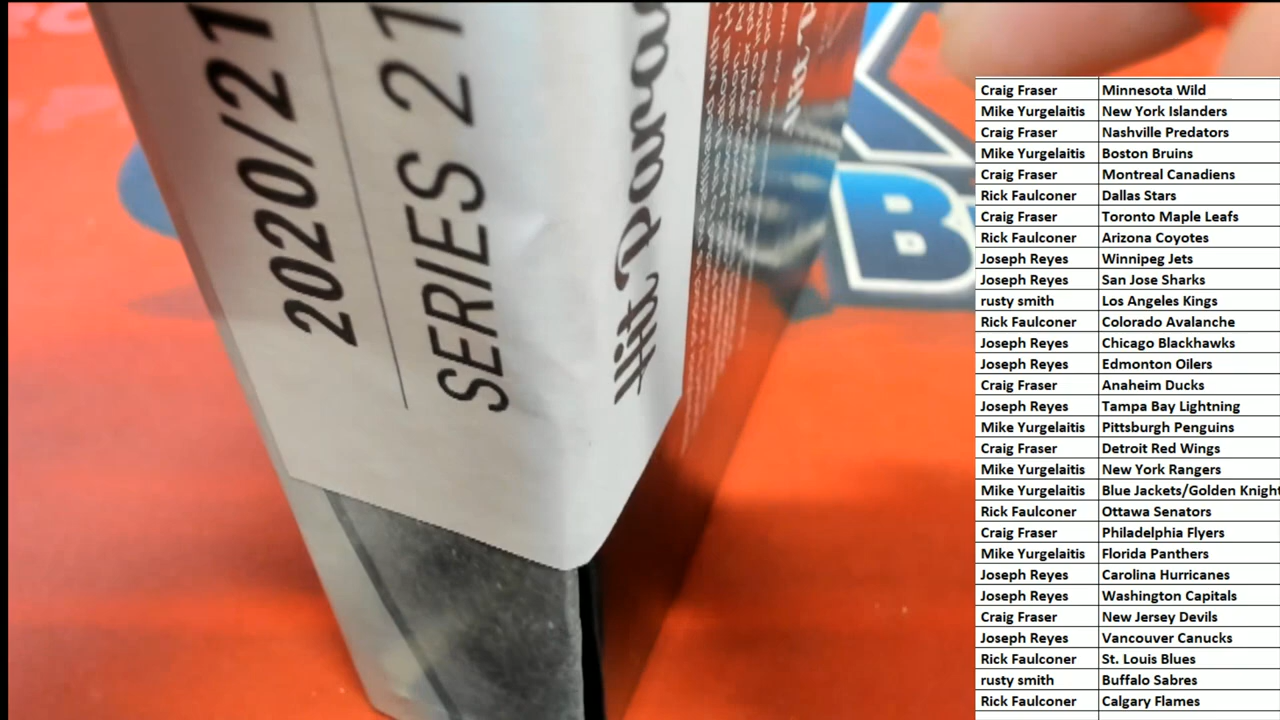 2020/21
SERIES 21
Hit Parad
Hit P
B
Craig Fraser Minnesota Wild
Mike Yurgelaitis New York Islanders
Craig Fraser Nashville Predators
Mike Yurgelaitis Boston Bruins
Craig Fraser Montreal Canadiens
Rick Faulconer Dallas Stars
Craig Fraser Toronto Maple Leafs
Rick Faulconer Arizona Coyotes
Joseph Reyes Winnipeg Jets
Joseph Reyes San Jose Sharks
rusty smith Los Angeles Kings
Rick Faulconer Colorado Avalanche
Joseph Reyes Chicago Blackhawks
Joseph Reyes Edmonton Oilers
Craig Fraser Anaheim Ducks
Joseph Reyes Tampa Bay Lightning
Mike Yurgelaitis Pittsburgh Penguins
Craig Fraser Detroit Red Wings
Mike Yurgelaitis New York Rangers
Mike Yurgelaitis Blue Jackets/Golden Knight
Rick Faulconer Ottawa Senators
Craig Fraser Philadelphia Flyers
Mike Yurgelaitis Florida Panthers
Joseph Reyes Carolina Hurricanes
Joseph Reyes Washington Capitals
Craig Fraser New Jersey Devils
Joseph Reyes Vancouver Canucks
Rick Faulconer St. Louis Blues
rusty smith Buffalo Sabres
Rick Faulconer Calgary Flames